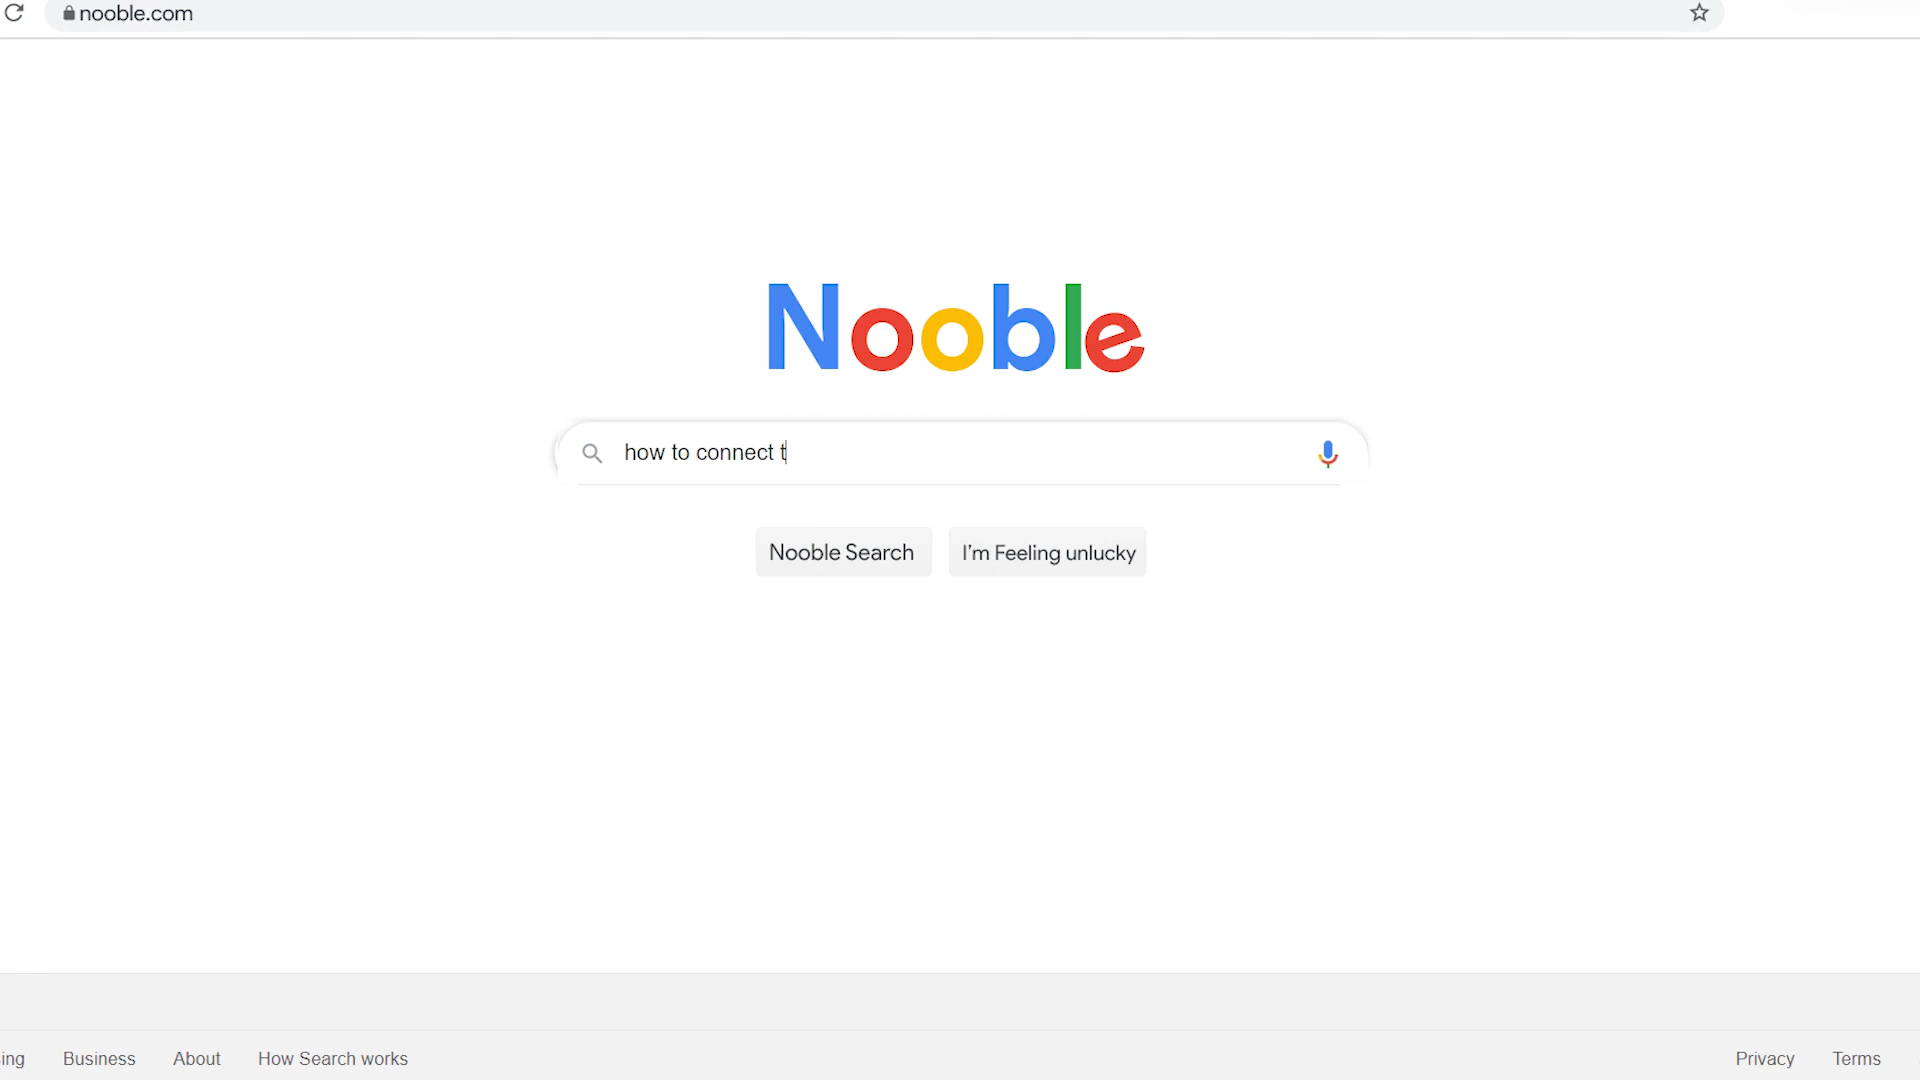 nooble.com
Nooble
how to connect t
Nooble Search
I'm Feeling unlucky
ing Business About How Search works Privacy Terms